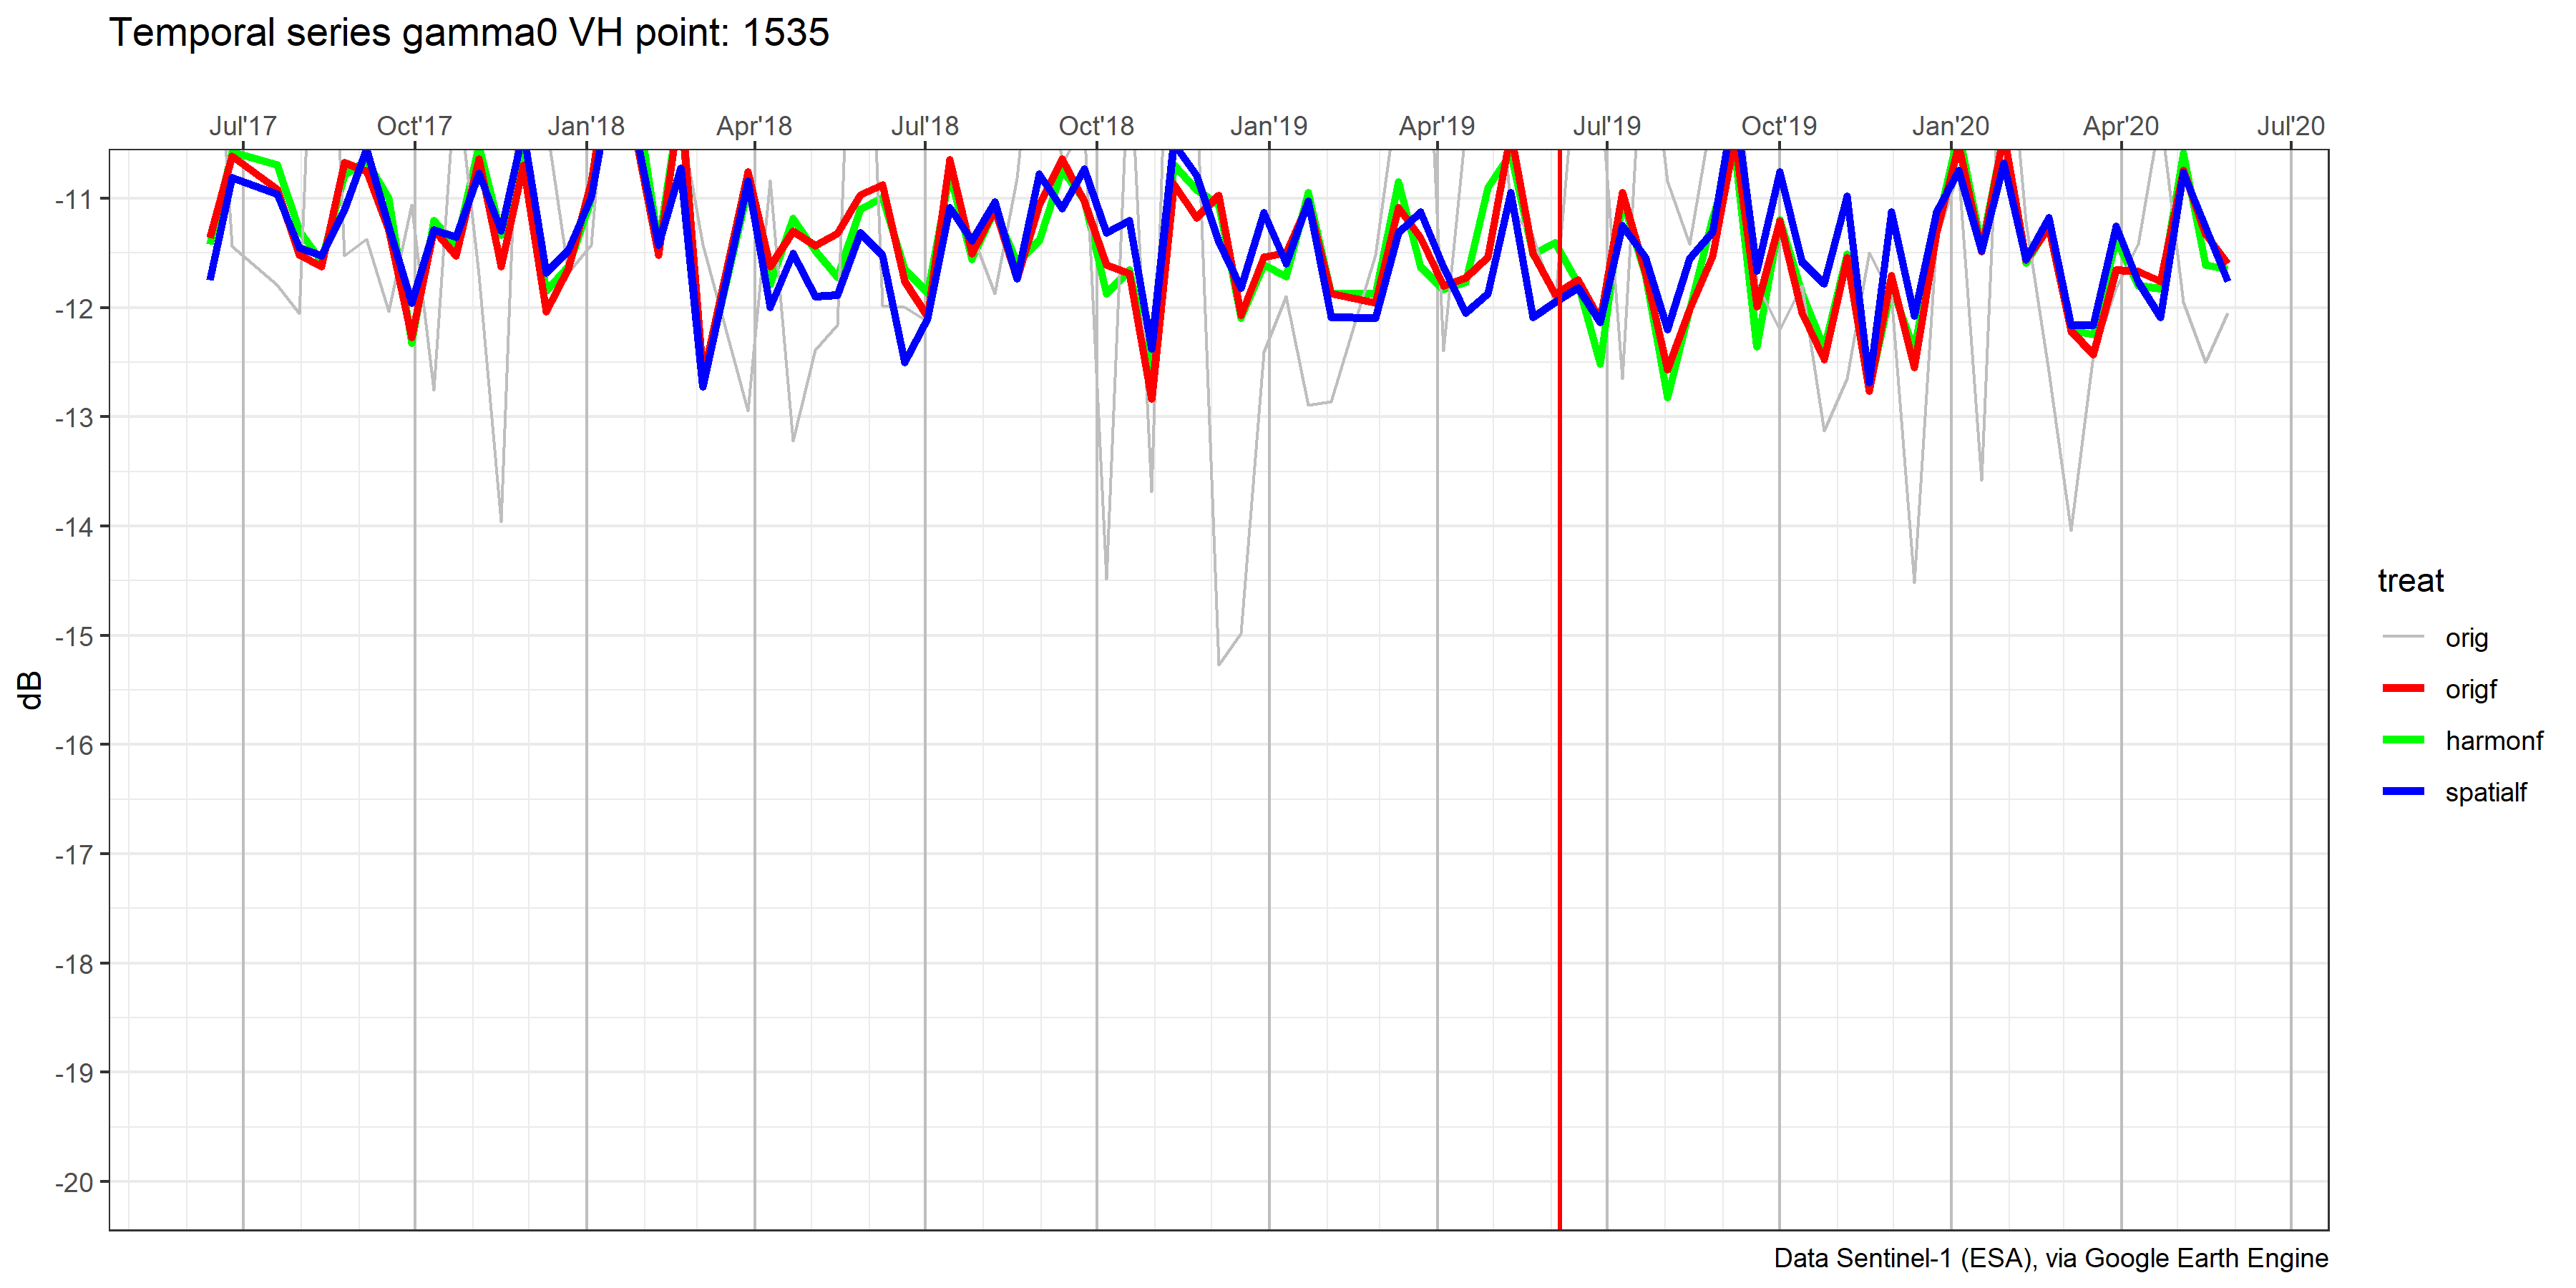 Temporal series gamma0 VH point: 1535
Jul'17 Oct'17 Jan'18 Apr'18 Jul'18 Oct'18 Jan'19 Apr'19 Jul'19 Oct'19 Jan'20 Apr'20 Jul'20
-11
-12
-13
-14
-15
-16
-17
-18
-19
-20
dB
treat
orig
origf
harmonf
spatialf
Data Sentinel-1 (ESA), via Google Earth Engine